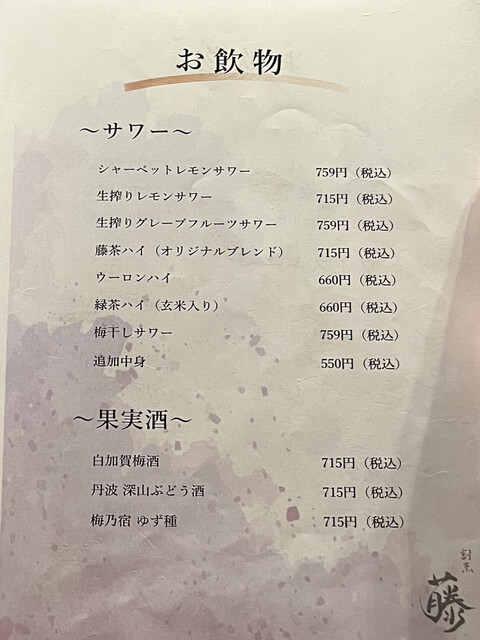 お飲物
～サワー～
シャーベットレモンサワー 759円（税込）
生搾りレモンサワー 715円（税込）
生搾りグレープフルーツサワー 759円（税込）
藤茶ハイ（オリジナルブレンド） 715円（税込）
ウーロンハイ 660円（税込）
緑茶ハイ（玄米入り） 660円（税込）
梅干しサワー 759円（税込）
追加中身 550円（税込）
～果実酒～
白加賀梅酒 715円（税込）
丹波 深山ぶどう酒 715円（税込）
梅乃宿 ゆず種 715円（税込）
割烹
藤